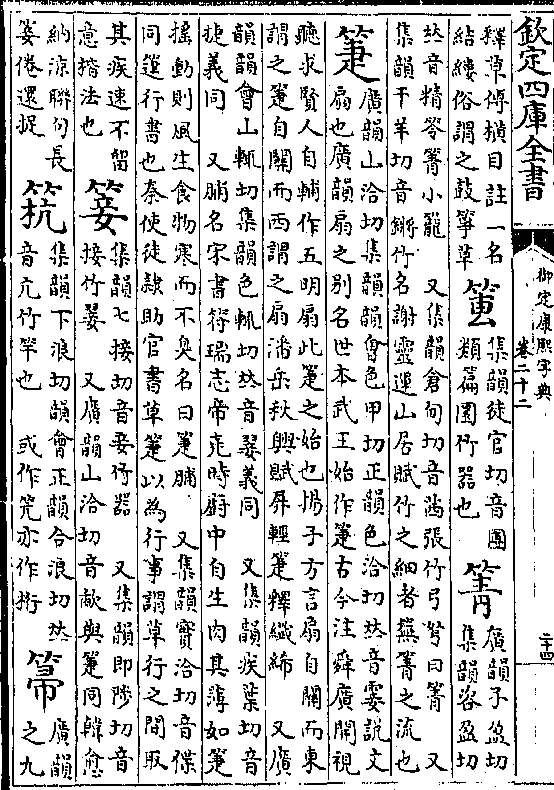 欽定四庫全書
御定康熙字典
卷二十二
二十四
釋草傅橫目註一名
結縷俗謂之鼓箏草
集韻徒官切音團
類篇圜竹器也
箐
廣韻子盈切
集韻咨盈切
𠀤音精笭箐小籠　又集韻倉甸切音茜張竹弓弩曰箐　又
集韻千羊切音鏘竹名謝靈運山居賦竹之細者無箐之流也
箑
廣韻山洽切集韻韻會色甲切正韻色洽切𠀤音霎說文
扇也廣韻扇之別名世本武王始作箑古今注舜廣開視
聽求賢人自輔作五明扇此箑之始也揚子方言扇自關而東
謂之箑自關而西謂之扇潘岳秋興賦屏輕箑釋纖絺　又廣
韻韻會山輒切集韻色輒切𠀤音翣義同　又集韻疾葉切音
捷義同　又脯名宋書符瑞志帝堯時廚中自生肉其薄如箑
搖動則風生食物寒而不臭名曰箑脯　又集韻實洽切音偞
同箑行書也秦使徒隸助官書草箑以為行事謂草行之間取
其疾速不留
意楷法也
集韻七接切音妾竹器　又集韻即涉切音
接竹翣　又廣韻山洽切音歃與箑同韓愈
納涼聯句長
倦還捉
集韻下浪切韻會正韻合浪切𠀤
音亢竹竿也　或作笐亦作桁
箒
廣韻
之九